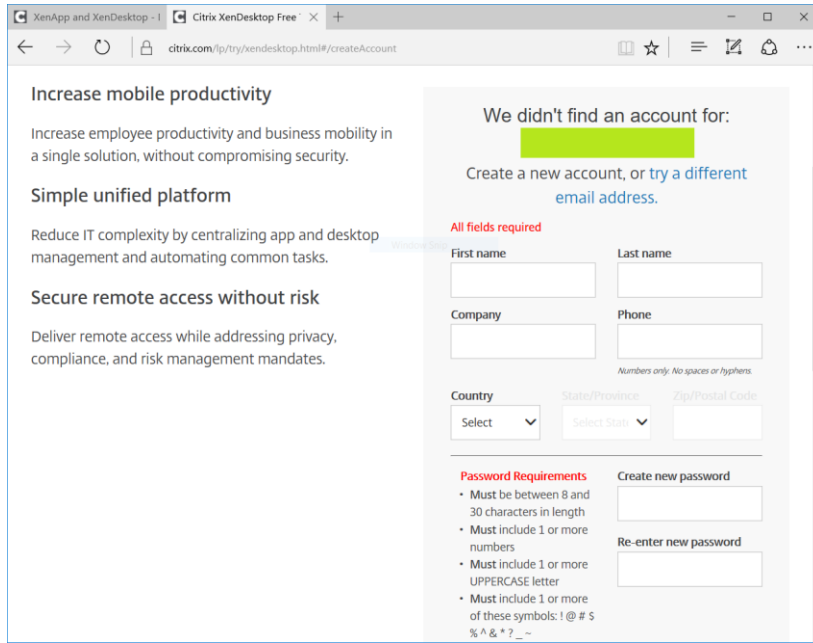 XenApp and XenDesktop - I
Citrix XenDesktop Free
citrix.com/lp/try/xendesktop.html#/createAccount
Increase mobile productivity
Increase employee productivity and business mobility in
a single solution, without compromising security.
Simple unified platform
Reduce IT complexity by centralizing app and desktop
management and automating common tasks.
Secure remote access without risk
Deliver remote access while addressing privacy,
compliance, and risk management mandates.
Window Snip
We didn't find an account for:
Create a new account, or try a different
email address.
All fields required
First name
Last name
Company
Phone
Numbers only. No spaces or hyphens.
Country
State/Province
Zip/Postal Code
Select
Select State
Password Requirements
• Must be between 8 and
30 characters in length
• Must include 1 or more
numbers
• Must include 1 or more
UPPERCASE letter
• Must include 1 or more
of these symbols: ! @ # $
% ^ & * ? _ ~
Create new password
Re-enter new password